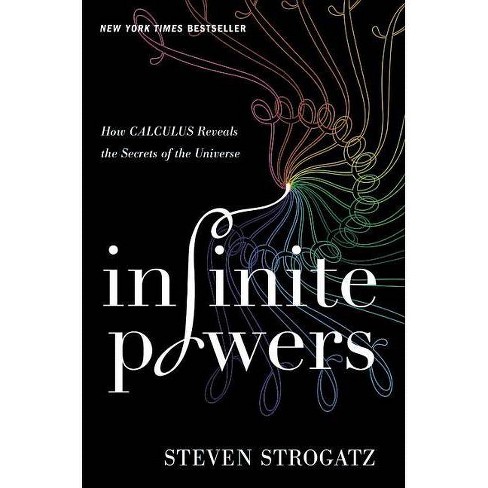 NEW YORK TIMES BESTSELLER
How CALCULUS Reveals
the Secrets of the Universe
infinite
powers
STEVEN STROGATZ